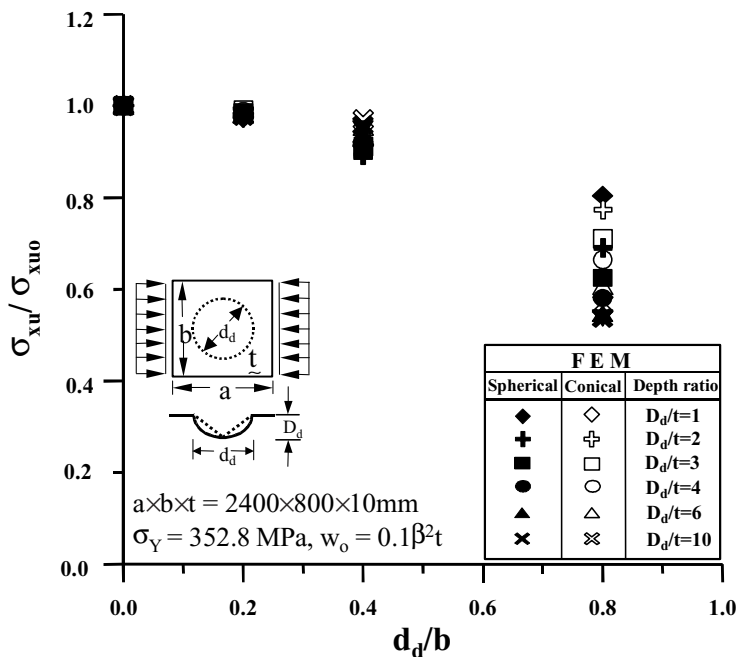 1.2
1.0
0.8
0.6
0.4
0.2
0.0
σxu/ σxuo
b
dd
t
a
Dd
dd
a×b×t = 2400×800×10mm
σY = 352.8 MPa, wo = 0.1β²t
F E M
Spherical Conical Depth ratio
Dd/t=1
Dd/t=2
Dd/t=3
Dd/t=4
Dd/t=6
Dd/t=10
0.0 0.2 0.4 0.6 0.8 1.0
dd/b